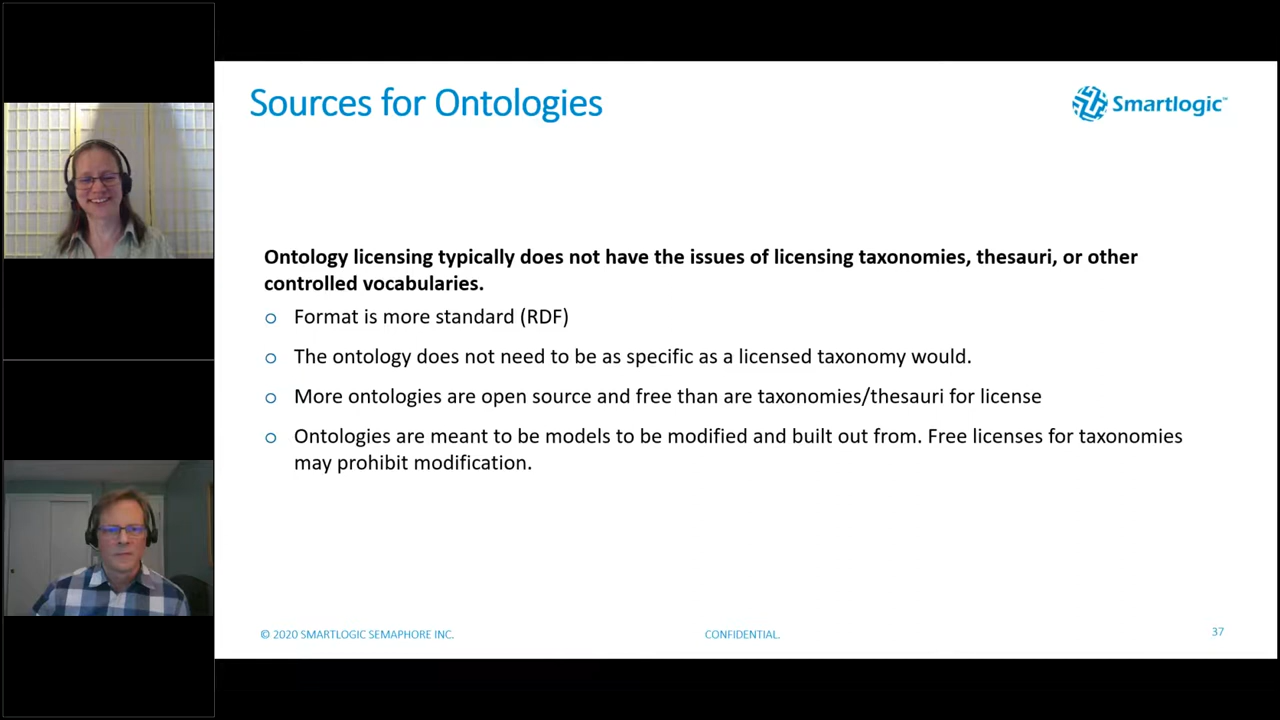 Sources for Ontologies
Smartlogic™
Ontology licensing typically does not have the issues of licensing taxonomies, thesauri, or other
controlled vocabularies.
o Format is more standard (RDF)
o The ontology does not need to be as specific as a licensed taxonomy would.
o More ontologies are open source and free than are taxonomies/thesauri for license
o Ontologies are meant to be models to be modified and built out from. Free licenses for taxonomies
may prohibit modification.
© 2020 SMARTLOGIC SEMAPHORE INC.
CONFIDENTIAL.
37